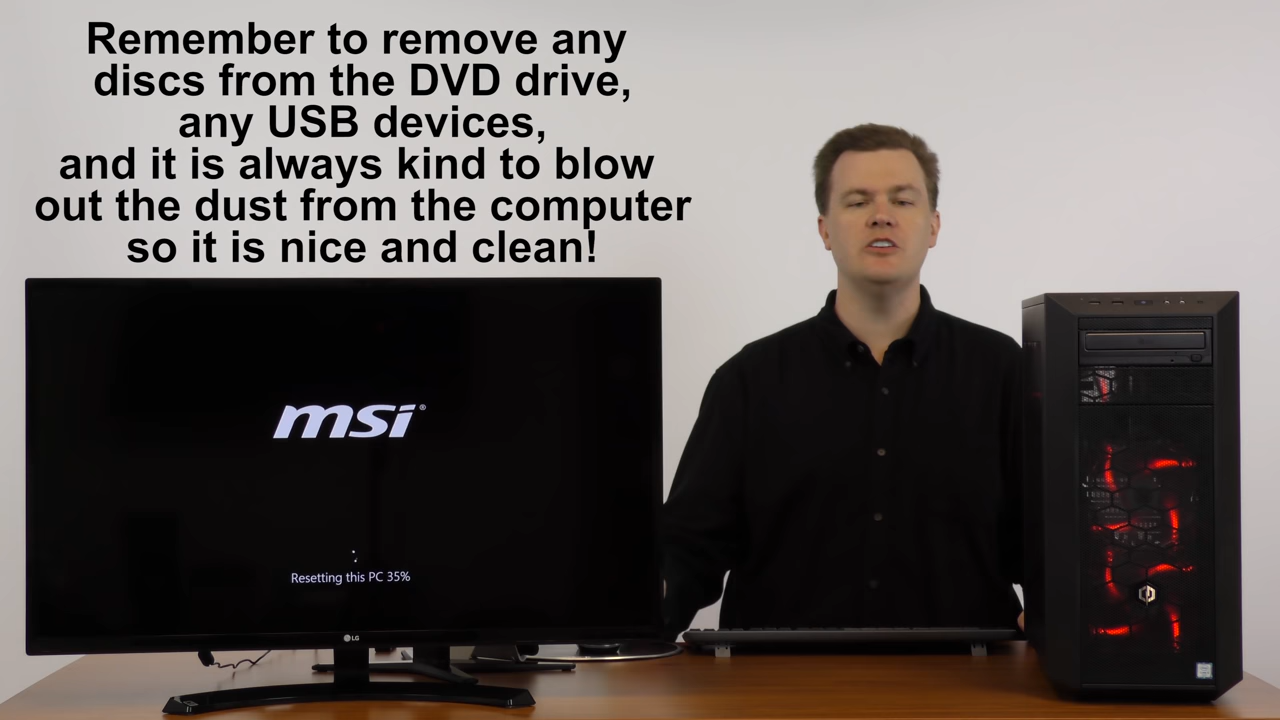 Remember to remove any
discs from the DVD drive,
any USB devices,
and it is always kind to blow
out the dust from the computer
so it is nice and clean!
msi®
Resetting this PC 35%
LG